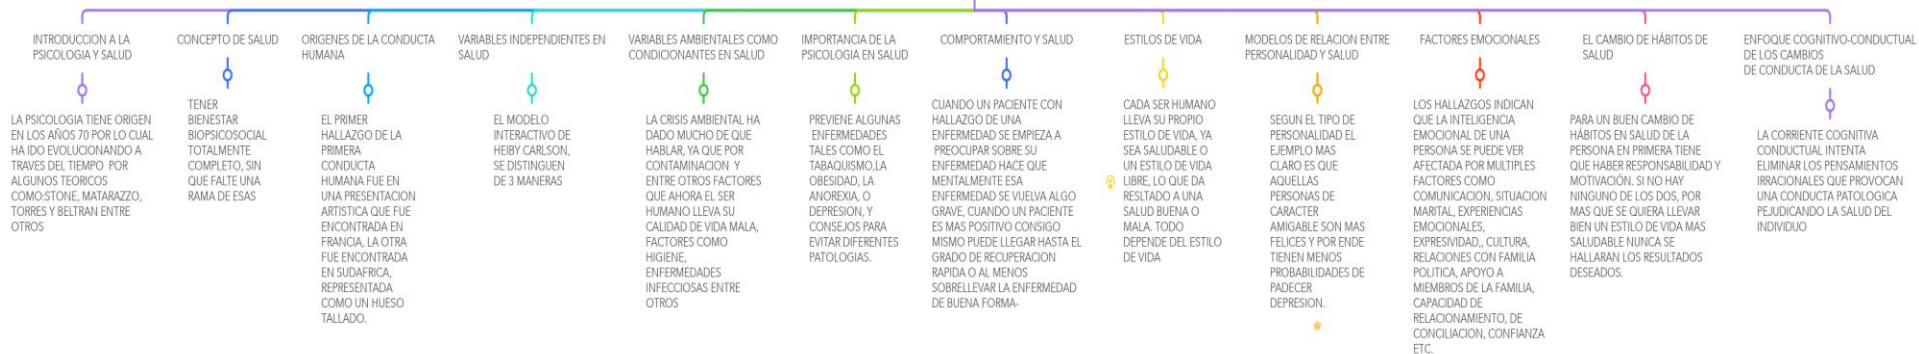 INTRODUCCION A LA
PSICOLOGIA Y SALUD
LA PSICOLOGIA TIENE ORIGEN
EN LOS AÑOS 70 POR LO CUAL
HA IDO EVOLUCIONANDO A
TRAVES DEL TIEMPO POR
ALGUNOS TEORICOS
COMO:STONE, MATARAZZO,
TORRES Y BELTRAN ENTRE
OTROS
CONCEPTO DE SALUD
TENER
BIENESTAR
BIOPSICOSOCIAL
TOTALMENTE
COMPLETO, SIN
QUE FALTE UNA
RAMA DE ESAS
ORIGENES DE LA CONDUCTA
HUMANA
EL PRIMER
HALLAZGO DE LA
PRIMERA
CONDUCTA
HUMANA FUE EN
UNA PRESENTACION
ARTISTICA QUE FUE
ENCONTRADA EN
FRANCIA, LA OTRA
FUE ENCONTRADA
EN SUDAFRICA,
REPRESENTADA
COMO UN HUESO
TALLADO.
VARIABLES INDEPENDIENTES EN
SALUD
EL MODELO
INTERACTIVO DE
HEIBY CARLSON,
SE DISTINGUEN
DE 3 MANERAS
VARIABLES AMBIENTALES COMO
CONDICIONANTES EN SALUD
LA CRISIS AMBIENTAL HA
DADO MUCHO DE QUE
HABLAR, YA QUE POR
CONTAMINACION Y
ENTRE OTROS FACTORES
QUE AHORA EL SER
HUMANO LLEVA SU
CALIDAD DE VIDA MALA,
FACTORES COMO
HIGIENE,
ENFERMEDADES
INFECCIOSAS ENTRE
OTROS
IMPORTANCIA DE LA
PSICOLOGIA EN SALUD
PREVIENE ALGUNAS
ENFERMEDADES
TALES COMO EL
TABAQUISMO,LA
OBESIDAD, LA
ANOREXIA, O
DEPRESION, Y
CONSEJOS PARA
EVITAR DIFERENTES
PATOLOGIAS.
COMPORTAMIENTO Y SALUD
CUANDO UN PACIENTE CON
HALLAZGO DE UNA
ENFERMEDAD SE EMPIEZA A
PREOCUPAR SOBRE SU
ENFERMEDAD HACE QUE
MENTALMENTE ESA
ENFERMEDAD SE VUELVA ALGO
GRAVE, CUANDO UN PACIENTE
ES MAS POSITIVO CONSIGO
MISMO PUEDE LLEGAR HASTA EL
GRADO DE RECUPERACION
RAPIDA O AL MENOS
SOBRELLEVAR LA ENFERMEDAD
DE BUENA FORMA-
ESTILOS DE VIDA
CADA SER HUMANO
LLEVA SU PROPIO
ESTILO DE VIDA, YA
SEA SALUDABLE O
UN ESTILO DE VIDA
LIBRE, LO QUE DA
RESLTADO A UNA
SALUD BUENA O
MALA. TODO
DEPENDE DEL ESTILO
DE VIDA
MODELOS DE RELACION ENTRE
PERSONALIDAD Y SALUD
SEGUN EL TIPO DE
PERSONALIDAD EL
EJEMPLO MAS
CLARO ES QUE
AQUELLAS
PERSONAS DE
CARACTER
AMIGABLE SON MAS
FELICES Y POR ENDE
TIENEN MENOS
PROBABILIDADES DE
PADECER
DEPRESION.
FACTORES EMOCIONALES
LOS HALLAZGOS INDICAN
QUE LA INTELIGENCIA
EMOCIONAL DE UNA
PERSONA SE PUEDE VER
AFECTADA POR MULTIPLES
FACTORES COMO
COMUNICACION, SITUACION
MARITAL, EXPERIENCIAS
EMOCIONALES,
EXPRESIVIDAD,, CULTURA,
RELACIONES CON FAMILIA
POLITICA, APOYO A
MIEMBROS DE LA FAMILIA,
CAPACIDAD DE
RELACIONAMIENTO, DE
CONCILIACION, CONFIANZA
ETC.
EL CAMBIO DE HÁBITOS DE
SALUD
PARA UN BUEN CAMBIO DE
HÁBITOS EN SALUD DE LA
PERSONA EN PRIMERA TIENE
QUE HABER RESPONSABILIDAD Y
MOTIVACIÓN. SI NO HAY
NINGUNO DE LOS DOS, POR
MAS QUE SE QUIERA LLEVAR
BIEN UN ESTILO DE VIDA MAS
SALUDABLE NUNCA SE
HALLARAN LOS RESULTADOS
DESEADOS.
ENFOQUE COGNITIVO-CONDUCTUAL
DE LOS CAMBIOS
DE CONDUCTA DE LA SALUD
LA CORRIENTE COGNITIVA
CONDUCTUAL INTENTA
ELIMINAR LOS PENSAMIENTOS
IRRACIONALES QUE PROVOCAN
UNA CONDUCTA PATOLOGICA
PEJUDICANDO LA SALUD DEL
INDIVIDUO